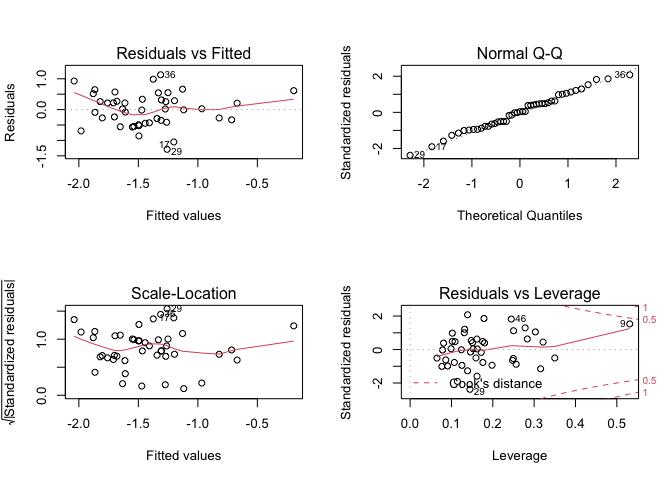 Residuals vs Fitted
Residuals
1.0
0.0
-1.5
36
17
29
-2.0 -1.5 -1.0 -0.5
Fitted values
Normal Q-Q
Standardized residuals
2
0
-2
36
17
29
-2 -1 0 1 2
Theoretical Quantiles
Scale-Location
√|Standardized residuals|
1.0
0.0
29
17
36
-2.0 -1.5 -1.0 -0.5
Fitted values
Residuals vs Leverage
Standardized residuals
2
0
-2
46
9
29
1
0.5
0.5
1
Cook's distance
0.0 0.1 0.2 0.3 0.4 0.5
Leverage